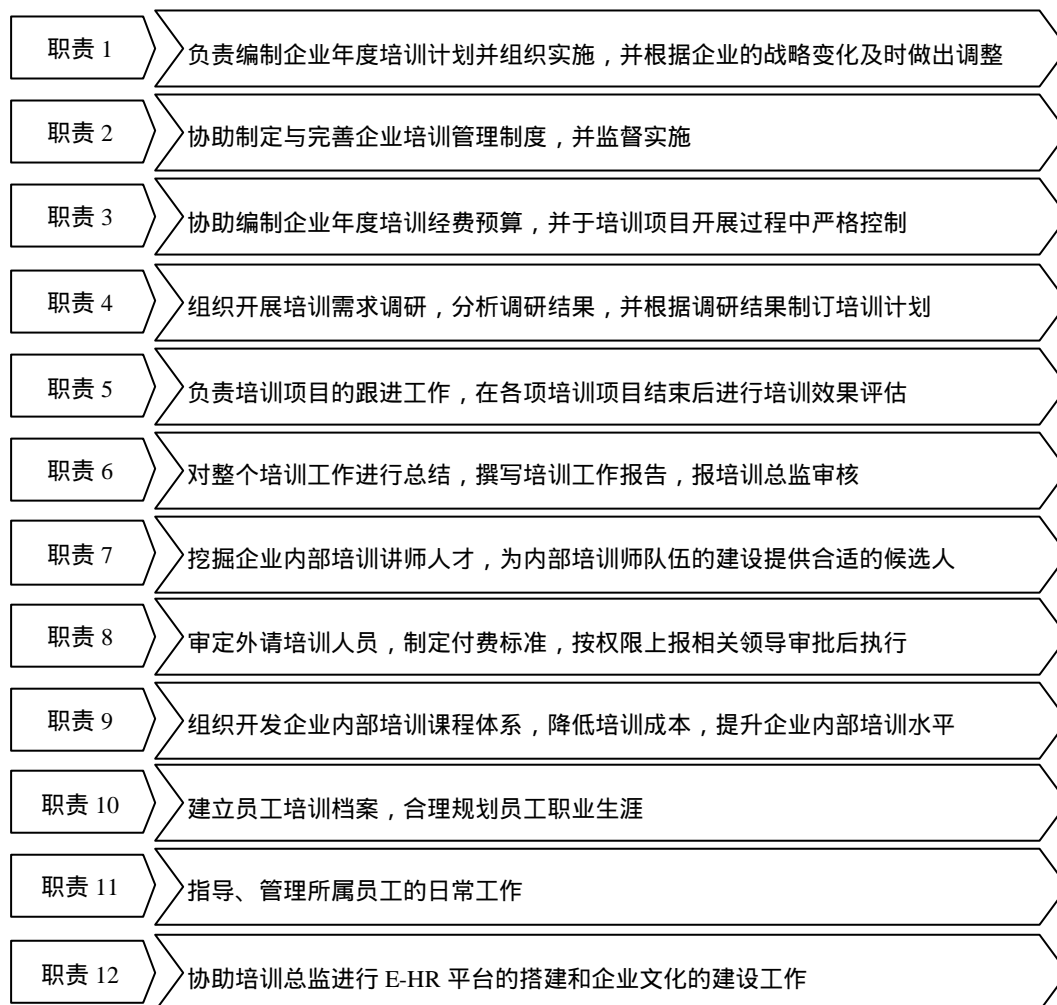 职责 1
负责编制企业年度培训计划并组织实施，并根据企业的战略变化及时做出调整
职责 2
协助制定与完善企业培训管理制度，并监督实施
职责 3
协助编制企业年度培训经费预算，并于培训项目开展过程中严格控制
职责 4
组织开展培训需求调研，分析调研结果，并根据调研结果制订培训计划
职责 5
负责培训项目的跟进工作，在各项培训项目结束后进行培训效果评估
职责 6
对整个培训工作进行总结，撰写培训工作报告，报培训总监审核
职责 7
挖掘企业内部培训讲师人才，为内部培训师队伍的建设提供合适的候选人
职责 8
审定外请培训人员，制定付费标准，按权限上报相关领导审批后执行
职责 9
组织开发企业内部培训课程体系，降低培训成本，提升企业内部培训水平
职责 10
建立员工培训档案，合理规划员工职业生涯
职责 11
指导、管理所属员工的日常工作
职责 12
协助培训总监进行 E-HR 平台的搭建和企业文化的建设工作